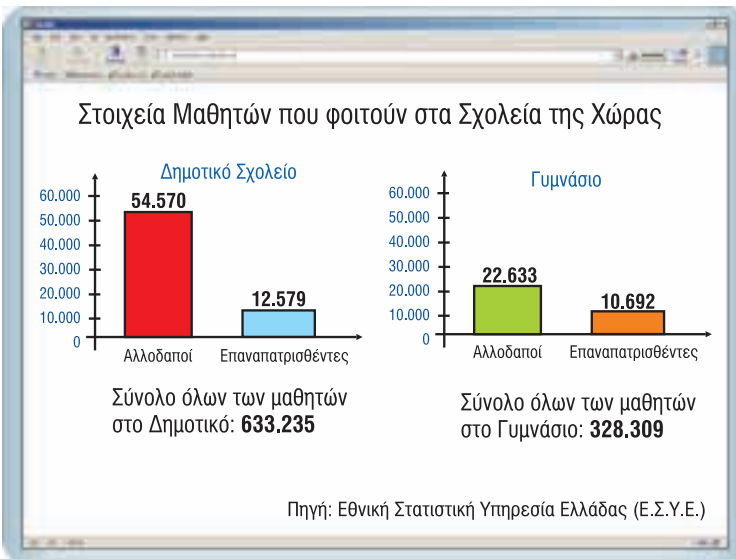 Στοιχεία Μαθητών που φοιτούν στα Σχολεία της Χώρας
Δημοτικό Σχολείο
60.000
50.000
40.000
30.000
20.000
10.000
0
54.570
12.579
Αλλοδαποί Επαναπατρισθέντες
Σύνολο όλων των μαθητών
στο Δημοτικό: 633.235
Γυμνάσιο
60.000
50.000
40.000
30.000
20.000
10.000
0
22.633
10.692
Αλλοδαποί Επαναπατρισθέντες
Σύνολο όλων των μαθητών
στο Γυμνάσιο: 328.309
Πηγή: Εθνική Στατιστική Υπηρεσία Ελλάδας (Ε.Σ.Υ.Ε.)